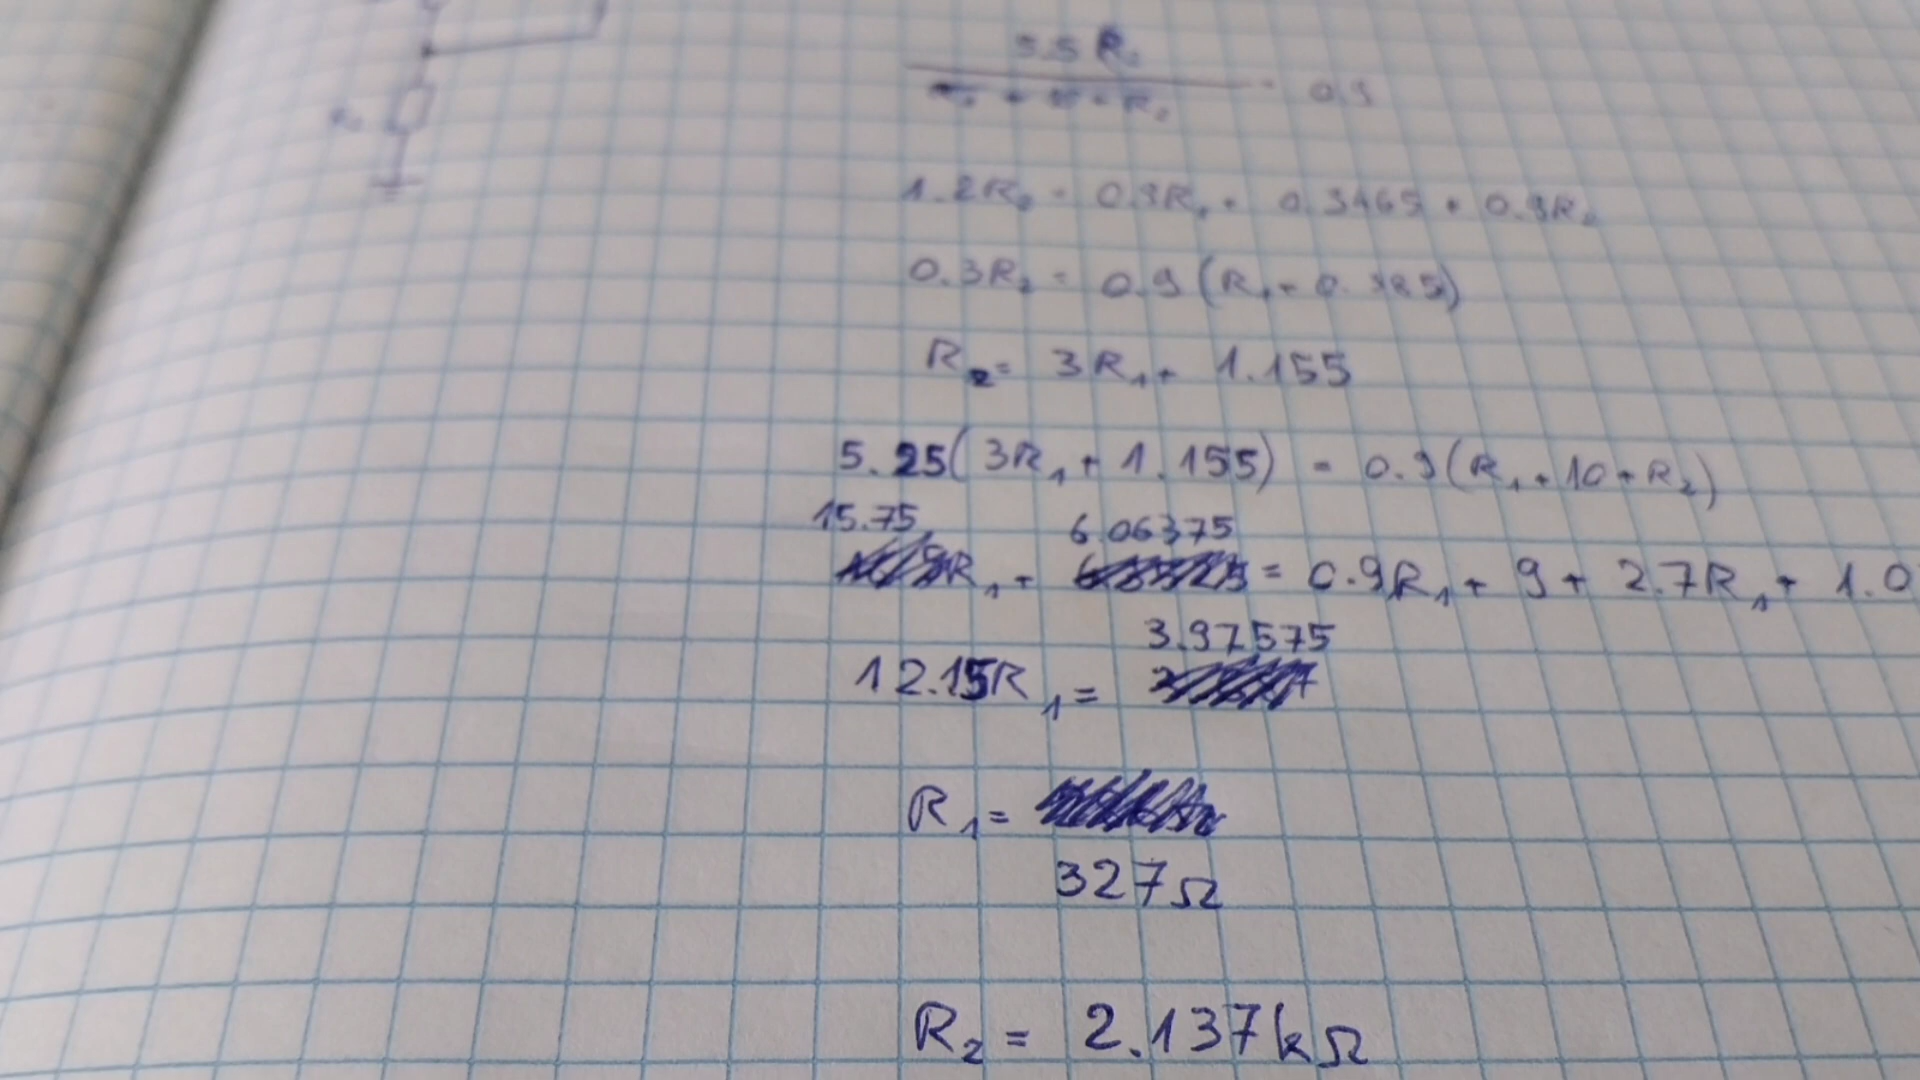 1.2R₂ = 0.9R₁ + 0.3465 + 0.9R₂
0.3R₂ = 0.9(R₁ + 0.385)
R₂ = 3R₁ + 1.155
5.25(3R₁ + 1.155) = 0.9(R₁ + 10 + R₂)
15.75 6.06375
R₁ + = 0.9R₁ + 9 + 2.7R₁ + 1.0
3.97575
12.15R₁ =
R₁ =
327Ω
R₂ = 2.137kΩ